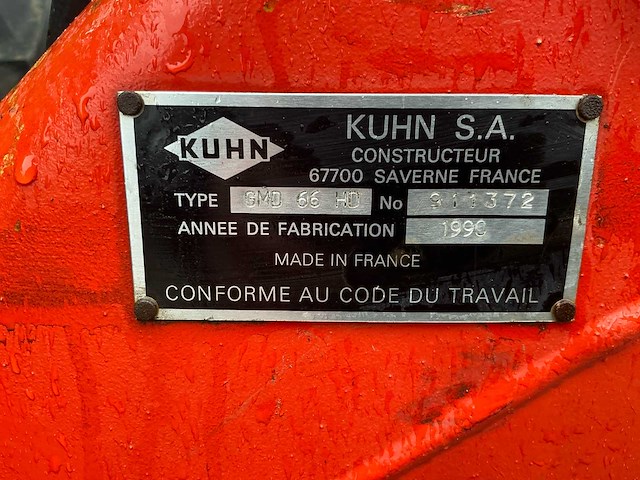 KUHN
KUHN S.A.
CONSTRUCTEUR
67700 SAVERNE FRANCE
TYPE GMD 66 HD No
ANNEE DE FABRICATION 1990
MADE IN FRANCE
CONFORME AU CODE DU TRAVAIL